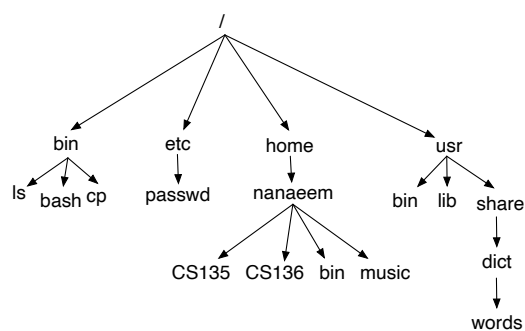 /
bin etc home usr
ls bash cp passwd nanaeem bin lib share
CS135 CS136 bin music dict
words